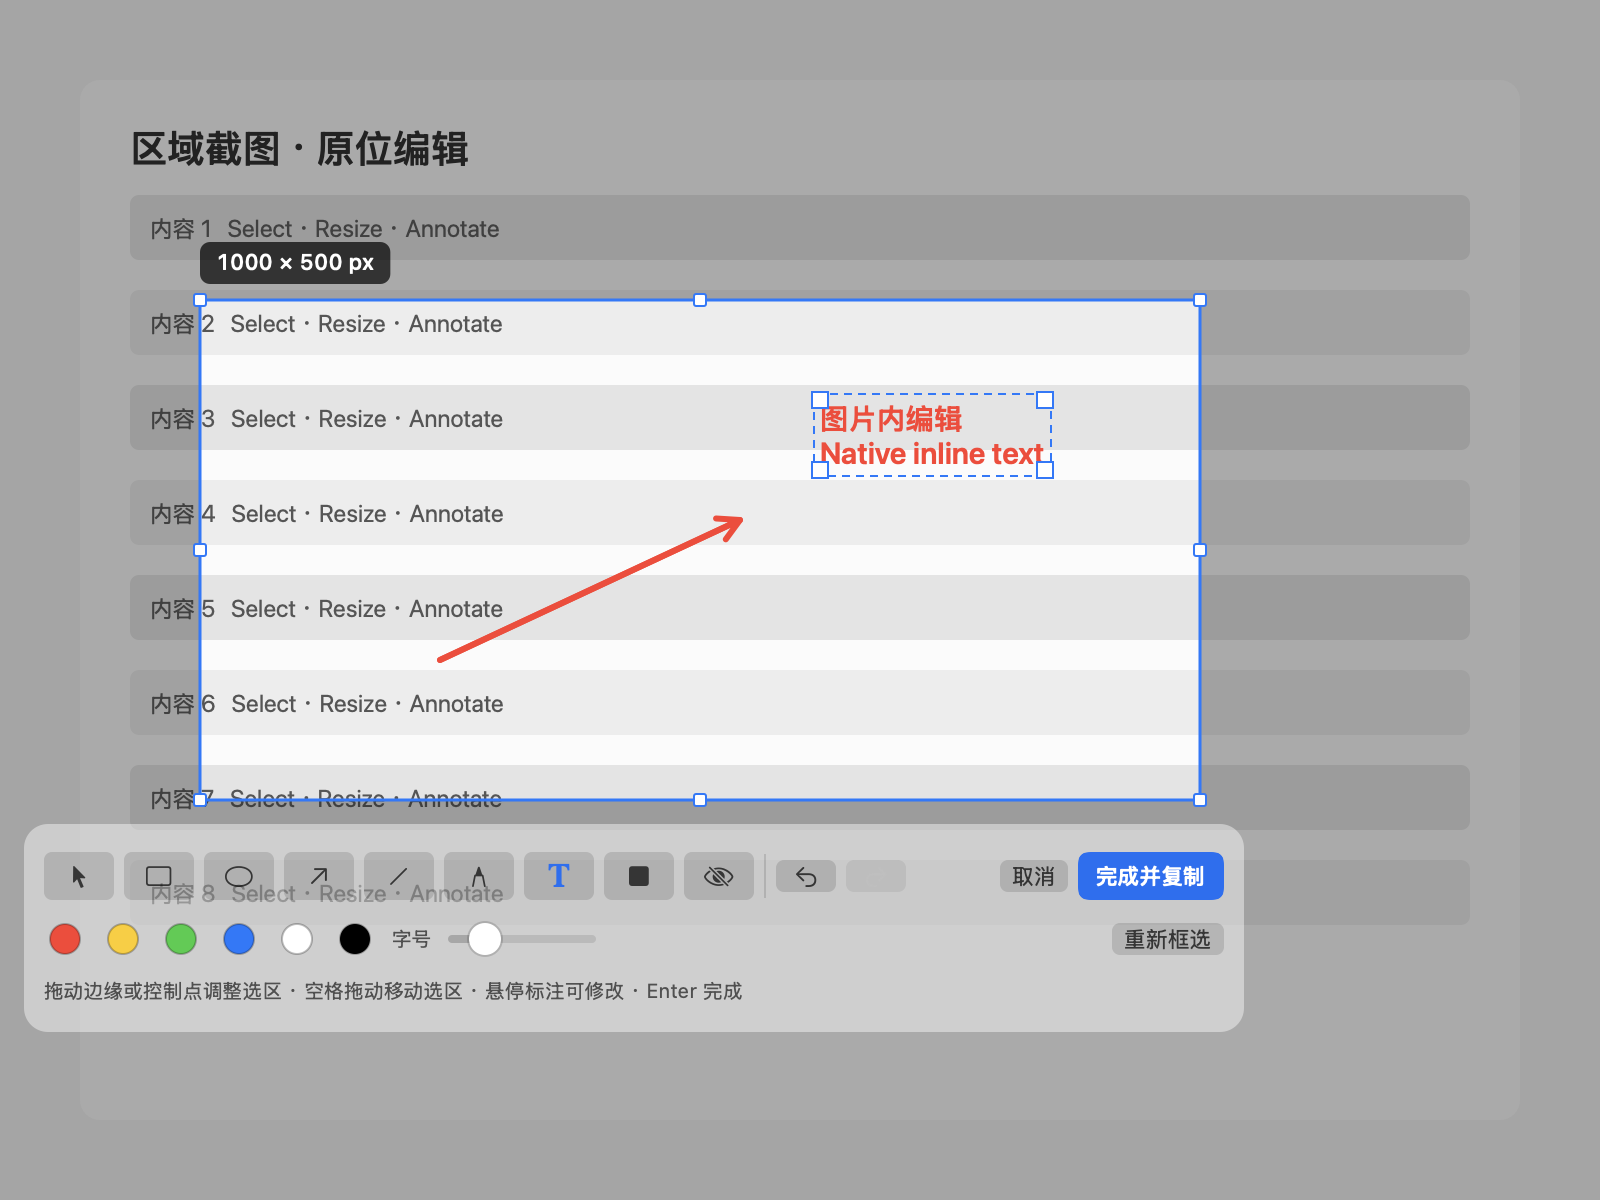 区域截图 · 原位编辑
内容 1 Select · Resize · Annotate
1000 × 500 px
内容 2 Select · Resize · Annotate
内容 3 Select · Resize · Annotate
图片内编辑
Native inline text
内容 4 Select · Resize · Annotate
内容 5 Select · Resize · Annotate
内容 6 Select · Resize · Annotate
内容 7 Select · Resize · Annotate
T
取消
完成并复制
内容 8 Select · Resize · Annotate
字号
重新框选
拖动边缘或控制点调整选区 · 空格拖动移动选区 · 悬停标注可修改 · Enter 完成